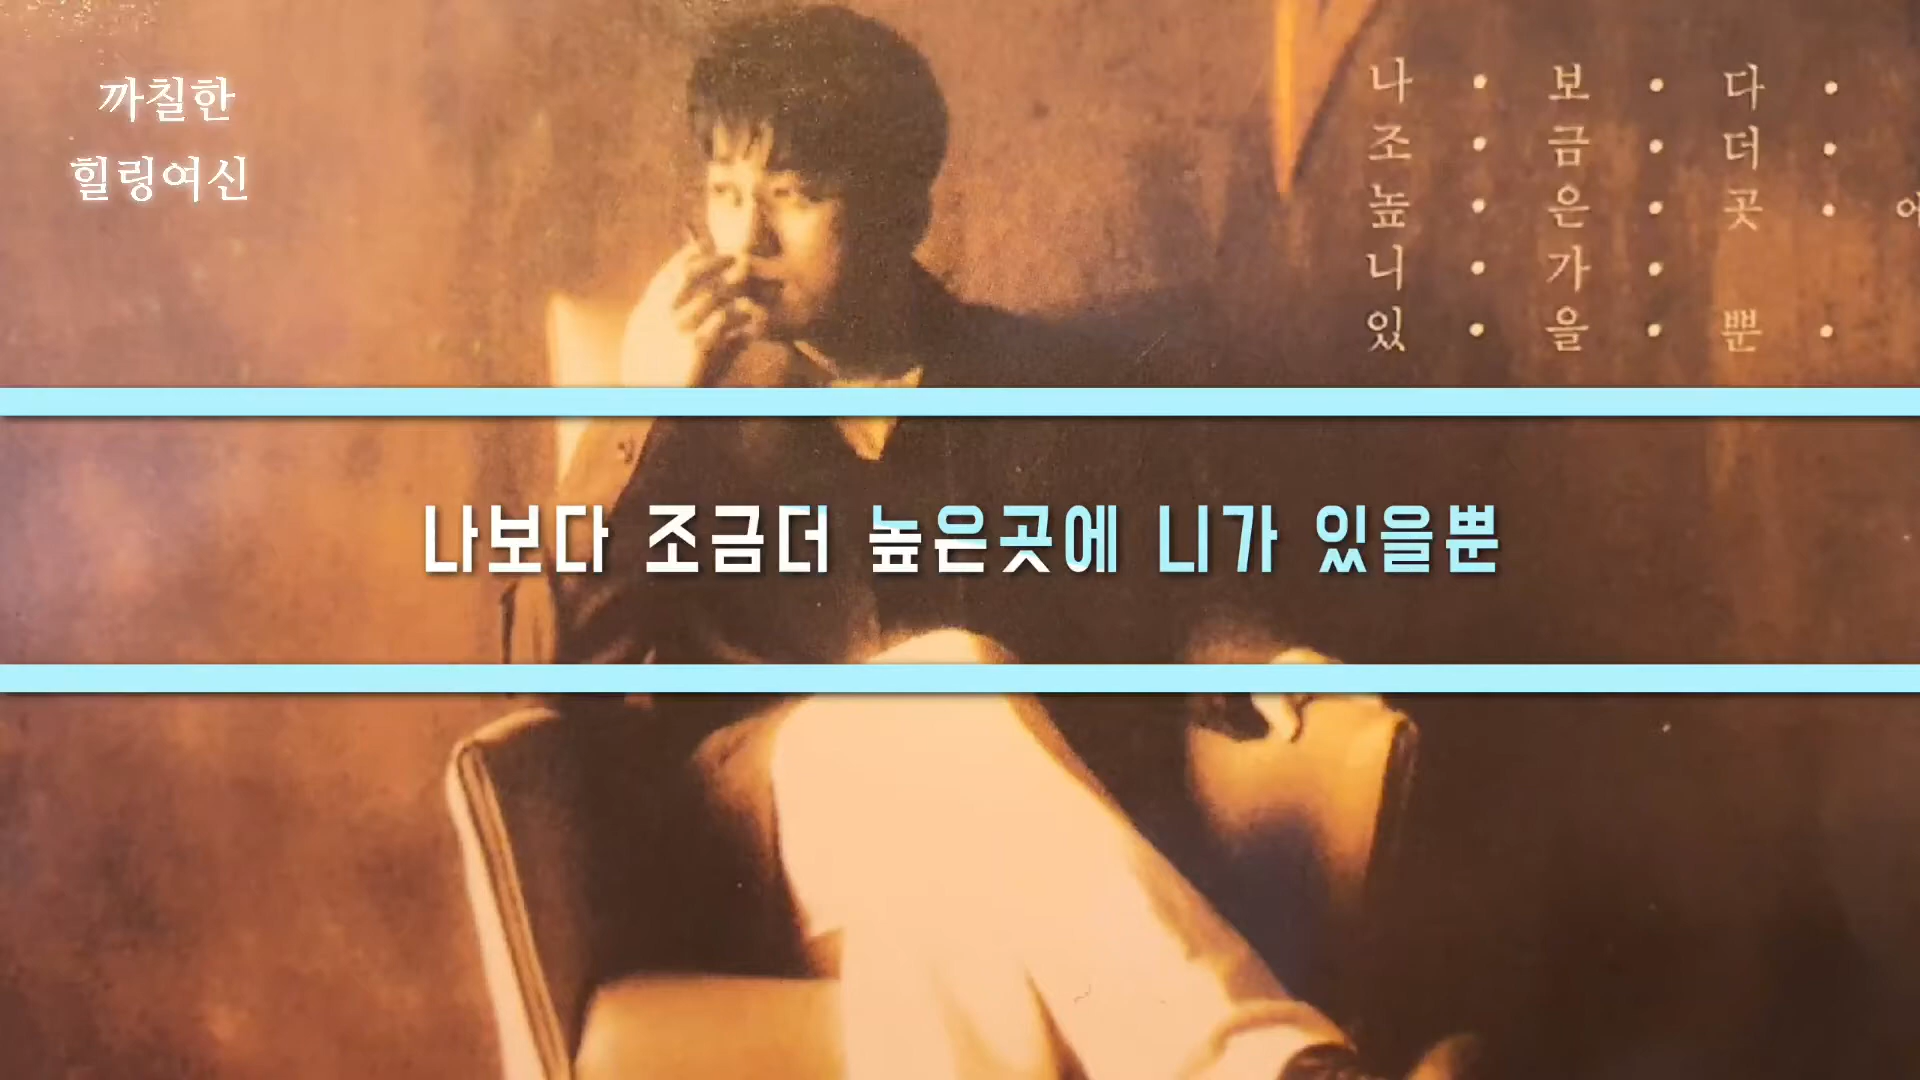 까칠한
힐링여신
나 • 보 • 다 •
조 • 금 • 더 •
높 • 은 • 곳 • 에
니 • 가 •
있 • 을 • 뿐 •
나보다 조금더 높은곳에 니가 있을뿐